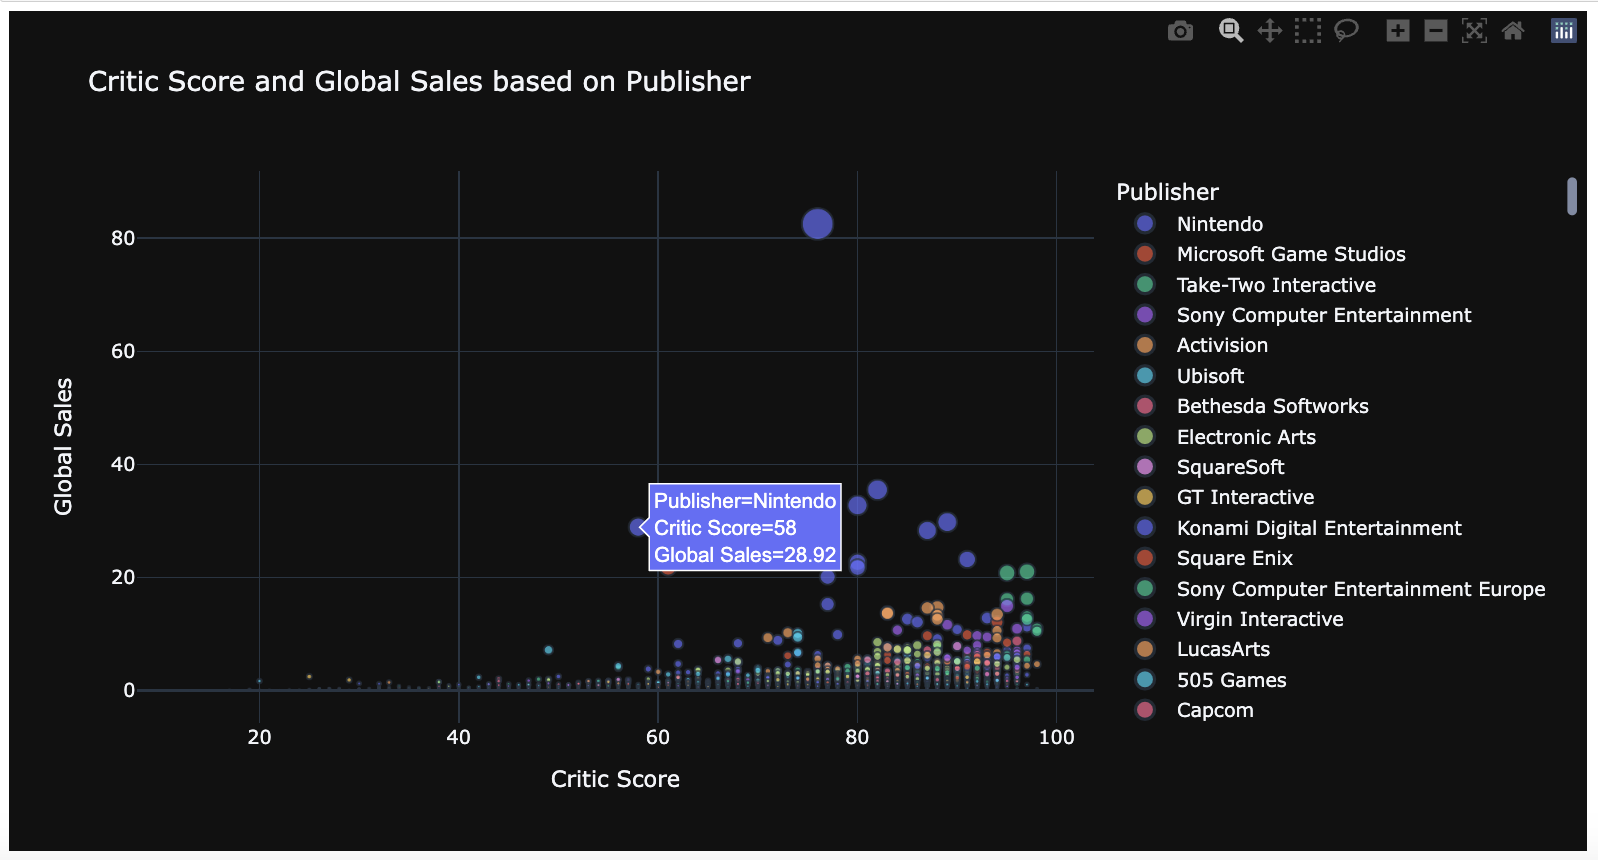 Critic Score and Global Sales based on Publisher
Global Sales
80
60
40
20
0
20
40
60
80
100
Critic Score
Publisher=Nintendo
Critic Score=58
Global Sales=28.92
Publisher
Nintendo
Microsoft Game Studios
Take-Two Interactive
Sony Computer Entertainment
Activision
Ubisoft
Bethesda Softworks
Electronic Arts
SquareSoft
GT Interactive
Konami Digital Entertainment
Square Enix
Sony Computer Entertainment Europe
Virgin Interactive
LucasArts
505 Games
Capcom